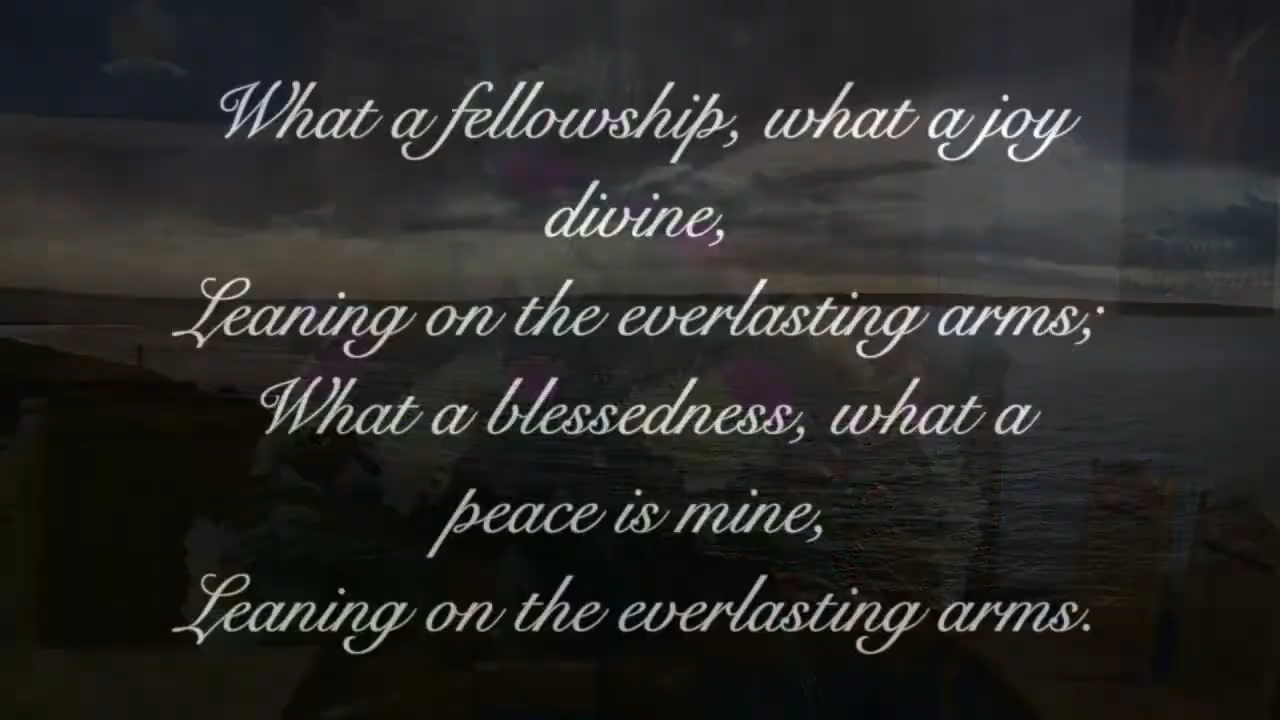 What a fellowship, what a joy
divine,
Leaning on the everlasting arms;
What a blessedness, what a
peace is mine,
Leaning on the everlasting arms.